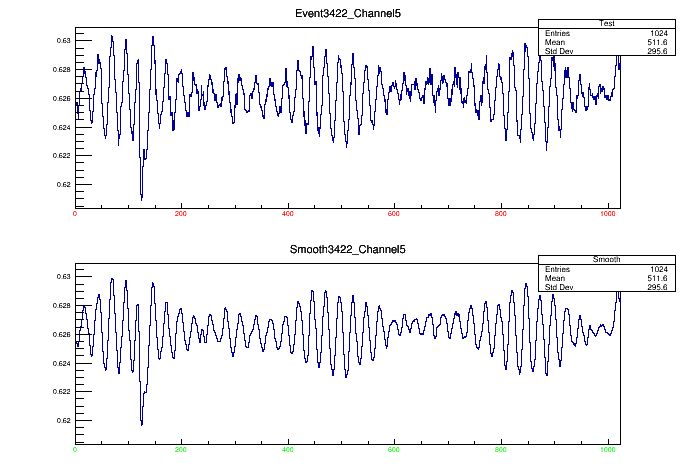 Event3422_Channel5
Test
Entries 1024
Mean 511.6
Std Dev 295.6
0.63
0.628
0.626
0.624
0.622
0.62
0 200 400 600 800 1000
Smooth3422_Channel5
Smooth
Entries 1024
Mean 511.6
Std Dev 295.6
0.63
0.628
0.626
0.624
0.622
0.62
0 200 400 600 800 1000